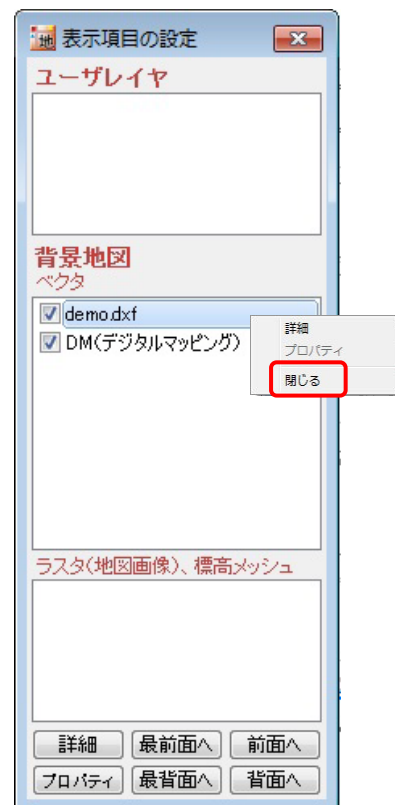 地 表示項目の設定
ユーザレイヤ
背景地図
ベクタ
demo.dxf
DM(デジタルマッピング)
詳細
プロパティ
閉じる
ラスタ(地図画像)、標高メッシュ
詳細 最前面へ 前面へ
プロパティ 最背面へ 背面へ